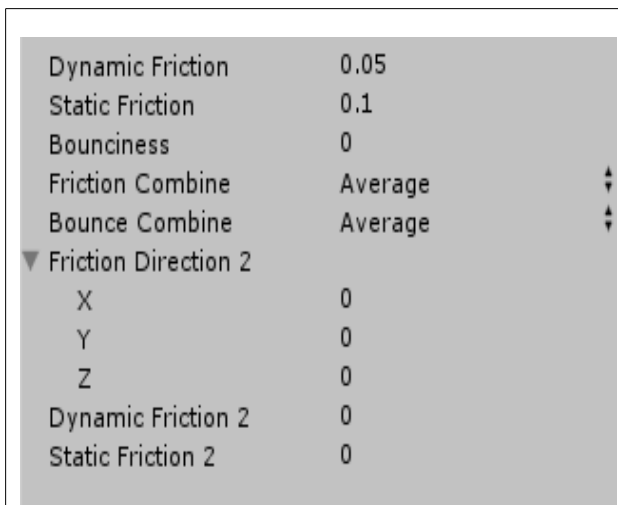 Dynamic Friction 0.05
Static Friction 0.1
Bounciness 0
Friction Combine Average
Bounce Combine Average
Friction Direction 2
X 0
Y 0
Z 0
Dynamic Friction 2 0
Static Friction 2 0